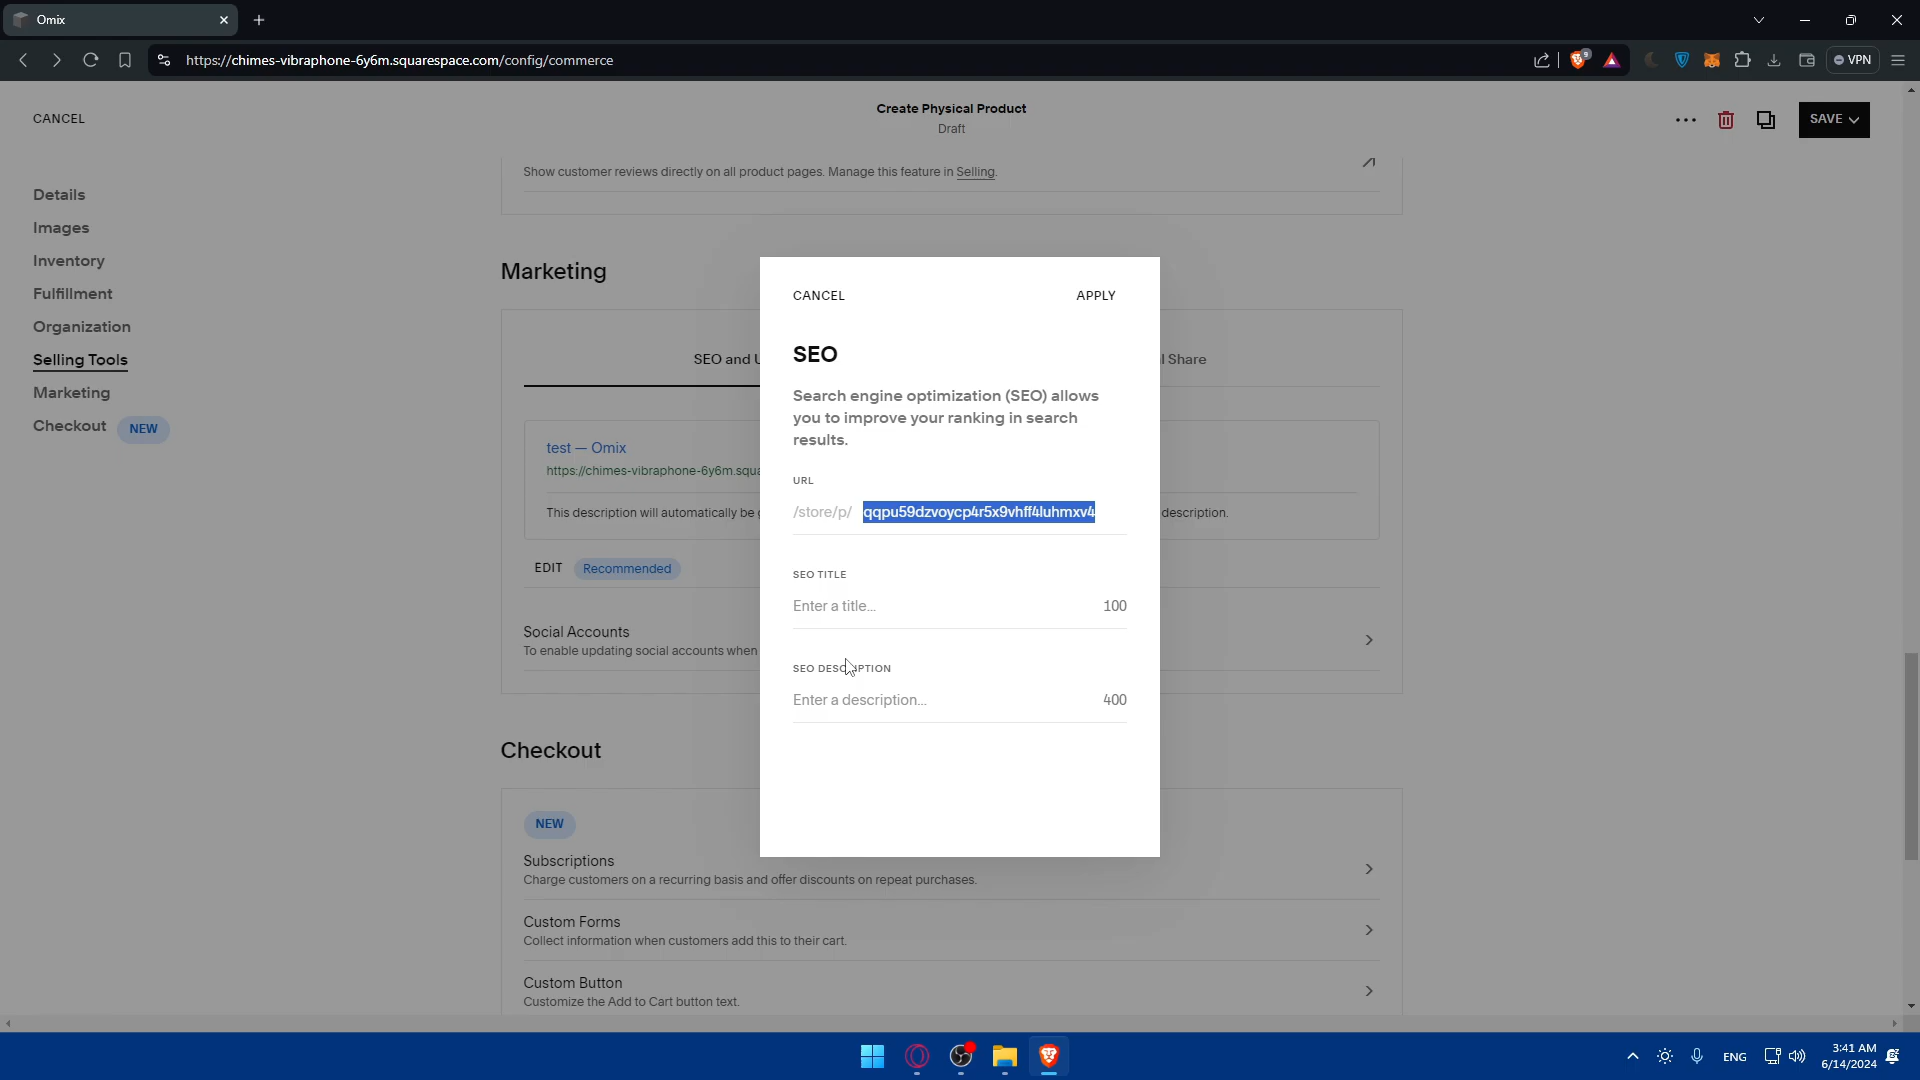 Omix
https://chimes-vibraphone-6y6m.squarespace.com/config/commerce
9
VPN
CANCEL
Create Physical Product
Draft
SAVE
Details
Images
Inventory
Fulfillment
Organization
Selling Tools
Marketing
Checkout NEW
Show customer reviews directly on all product pages. Manage this feature in Selling.
Marketing
SEO and U
l Share
test — Omix
https://chimes-vibraphone-6y6m.squa
This description will automatically be g
description.
EDIT Recommended
Social Accounts
To enable updating social accounts when
CANCEL APPLY
SEO
Search engine optimization (SEO) allows
you to improve your ranking in search
results.
URL
/store/p/ qqpu59dzvoycp4r5x9vhff4luhmxv4
SEO TITLE
Enter a title... 100
SEO DESCRIPTION
Enter a description... 400
Checkout
NEW
Subscriptions
Charge customers on a recurring basis and offer discounts on repeat purchases.
Custom Forms
Collect information when customers add this to their cart.
Custom Button
Customize the Add to Cart button text.
ENG
3:41 AM
6/14/2024